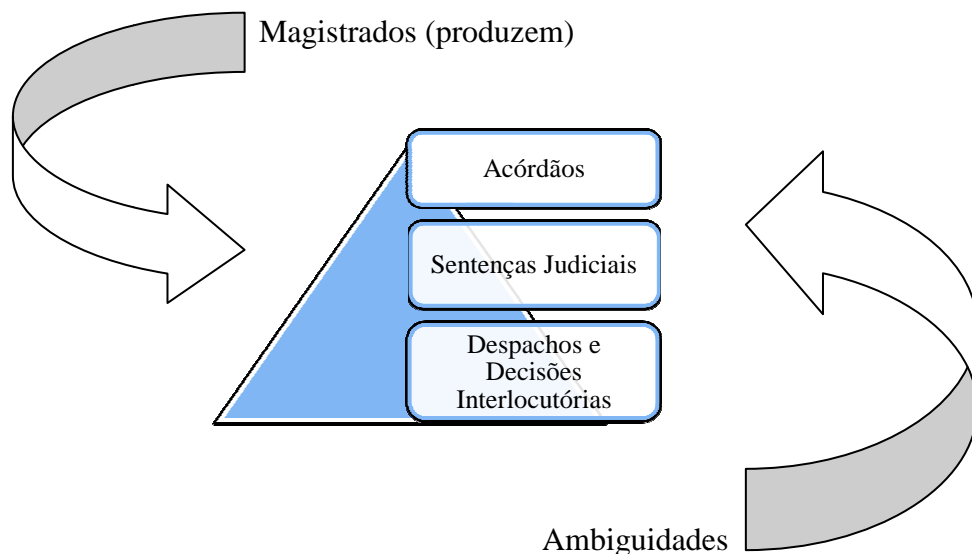 Magistrados (produzem)
Acórdãos
Sentenças Judiciais
Despachos e
Decisões
Interlocutórias
Ambiguidades